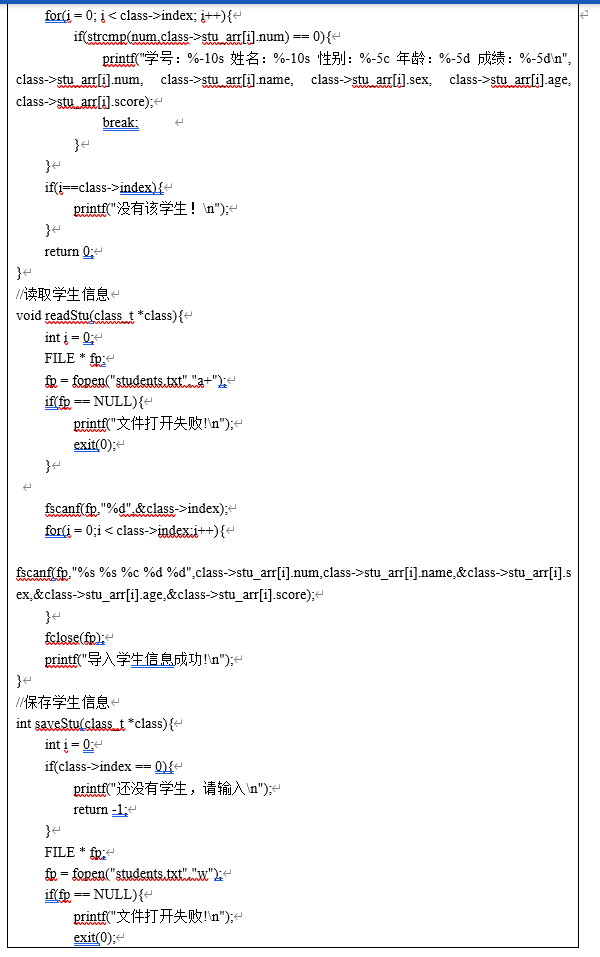 for(i = 0; i < class->index; i++){
if(strcmp(num,class->stu_arr[i].num) == 0){
printf("学号：%-10s 姓名：%-10s 性别：%-5c 年龄：%-5d 成绩：%-5d\n",
class->stu_arr[i].num, class->stu_arr[i].name, class->stu_arr[i].sex, class->stu_arr[i].age,
class->stu_arr[i].score);
break;
}
}
if(i==class->index){
printf("没有该学生！\n");
}
return 0;
}
//读取学生信息
void readStu(class_t *class){
int i = 0;
FILE * fp;
fp = fopen("students.txt","a+");
if(fp == NULL){
printf("文件打开失败!\n");
exit(0);
}
fscanf(fp,"%d",&class->index);
for(i = 0;i < class->index;i++){
fscanf(fp,"%s %s %c %d %d",class->stu_arr[i].num,class->stu_arr[i].name,&class->stu_arr[i].s
ex,&class->stu_arr[i].age,&class->stu_arr[i].score);
}
fclose(fp);
printf("导入学生信息成功!\n");
}
//保存学生信息
int saveStu(class_t *class){
int i = 0;
if(class->index == 0){
printf("还没有学生，请输入\n");
return -1;
}
FILE * fp;
fp = fopen("students.txt","w");
if(fp == NULL){
printf("文件打开失败!\n");
exit(0);